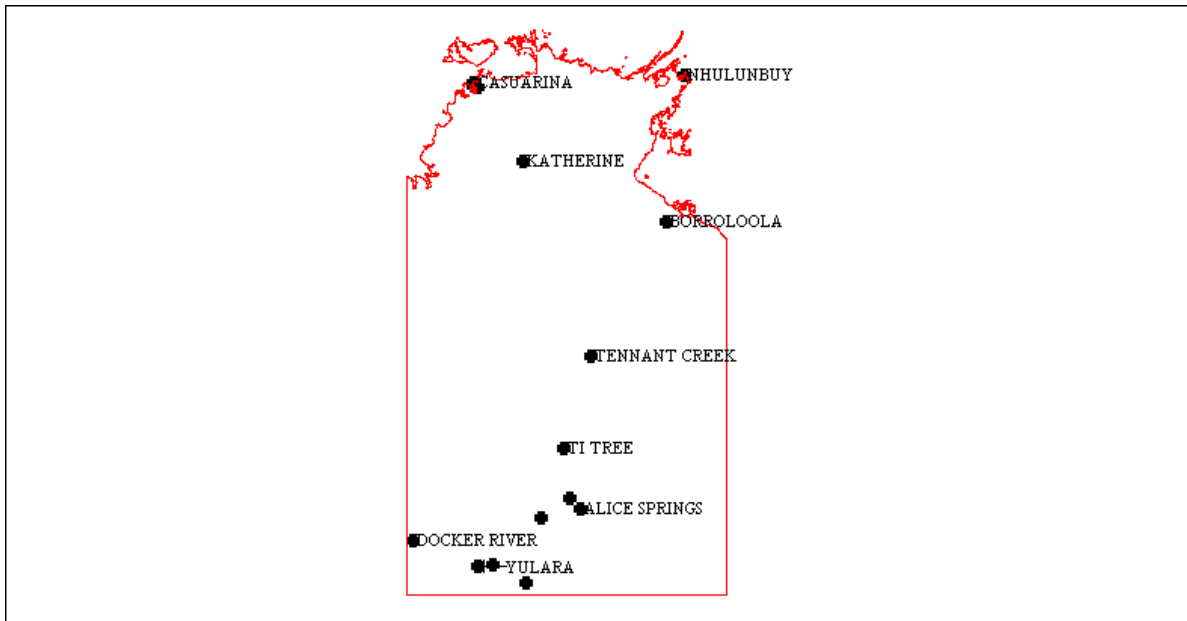 CASUARINA
NHULUNBUY
KATHERINE
BORROLOOLA
TENNANT CREEK
TI TREE
ALICE SPRINGS
DOCKER RIVER
YULARA